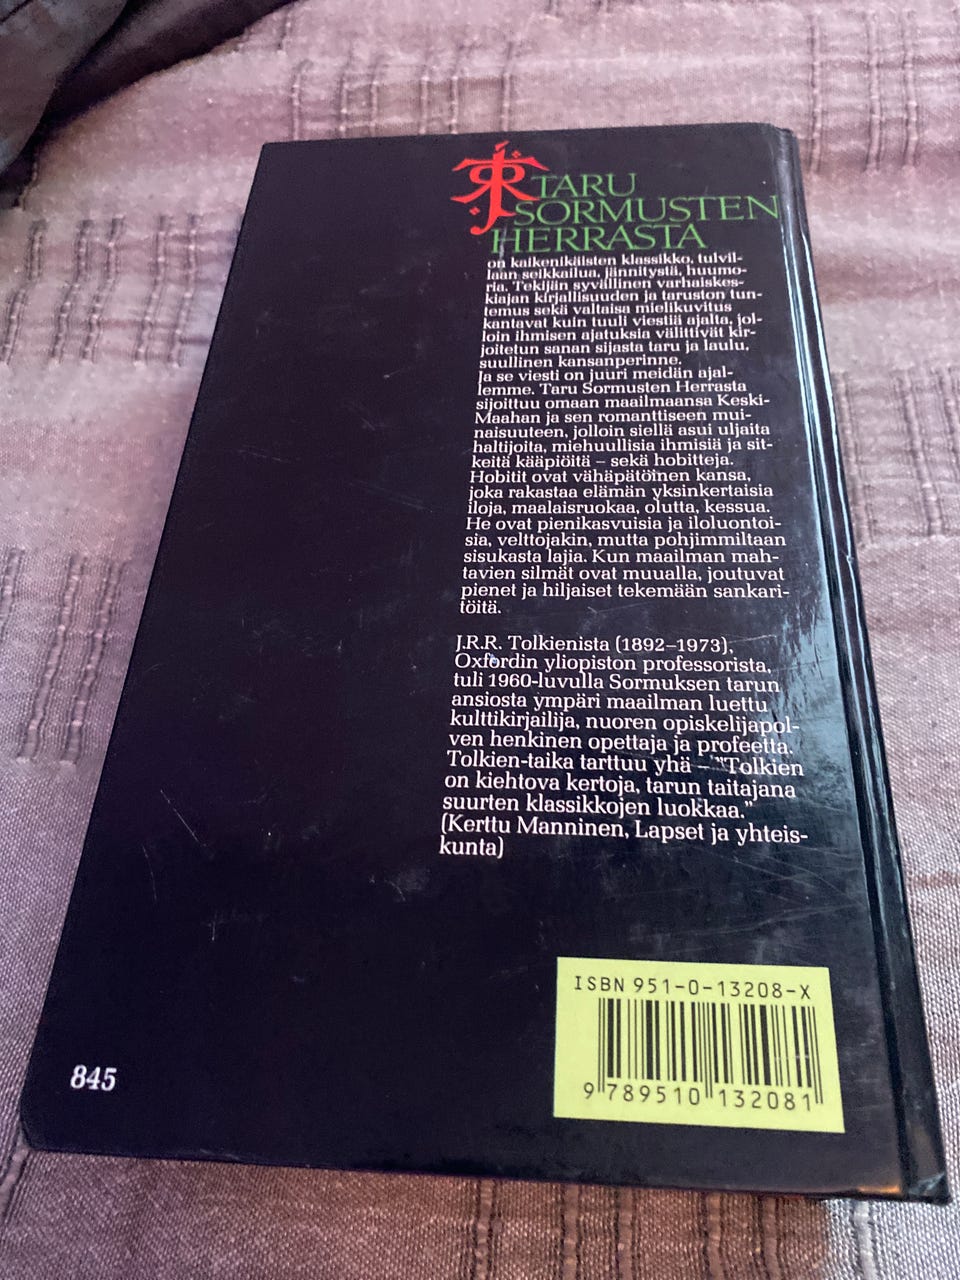 TARU
SORMUSTEN
HERRASTA
on kaikenikäisten klassikko, tulvil-
laan seikkailua, jännitystä, huumo-
ria. Tekijän syvällinen varhaiskes-
kiajan kirjallisuuden ja taruston tun-
temus sekä valtaisa mielikuvitus
kantavat kuin tuuli viestiä ajalta, jol-
loin ihmisen ajatuksia välittivät kir-
joitetun sanan sijasta taru ja laulu,
suullinen kansanperinne.
Ja se viesti on juuri meidän ajal-
lemme. Taru Sormusten Herrasta
sijoittuu omaan maailmaansa Keski-
Maahan ja sen romanttiseen mui-
naisuuteen, jolloin siellä asui uljaita
haltijoita, miehuullisia ihmisiä ja sit-
keitä kääpiöitä – sekä hobitteja.
Hobitit ovat vähäpätöinen kansa,
joka rakastaa elämän yksinkertaisia
iloja, maalaisruokaa, olutta, kessua.
He ovat pienikasvuisia ja iloluontoi-
sia, velttojakin, mutta pohjimmiltaan
sisukasta lajia. Kun maailman mah-
tavien silmät ovat muualla, joutuvat
pienet ja hiljaiset tekemään sankari-
töitä.
J.R.R. Tolkienista (1892–1973),
Oxfordin yliopiston professorista,
tuli 1960-luvulla Sormuksen tarun
ansiosta ympäri maailman luettu
kulttikirjailija, nuoren opiskelijapol-
ven henkinen opettaja ja profeetta.
Tolkien-taika tarttuu yhä – "Tolkien
on kiehtova kertoja, tarun taitajana
suurten klassikkojen luokkaa."
(Kerttu Manninen, Lapset ja yhteis-
kunta)
ISBN 951-0-13208-X
9 789510 132081
845